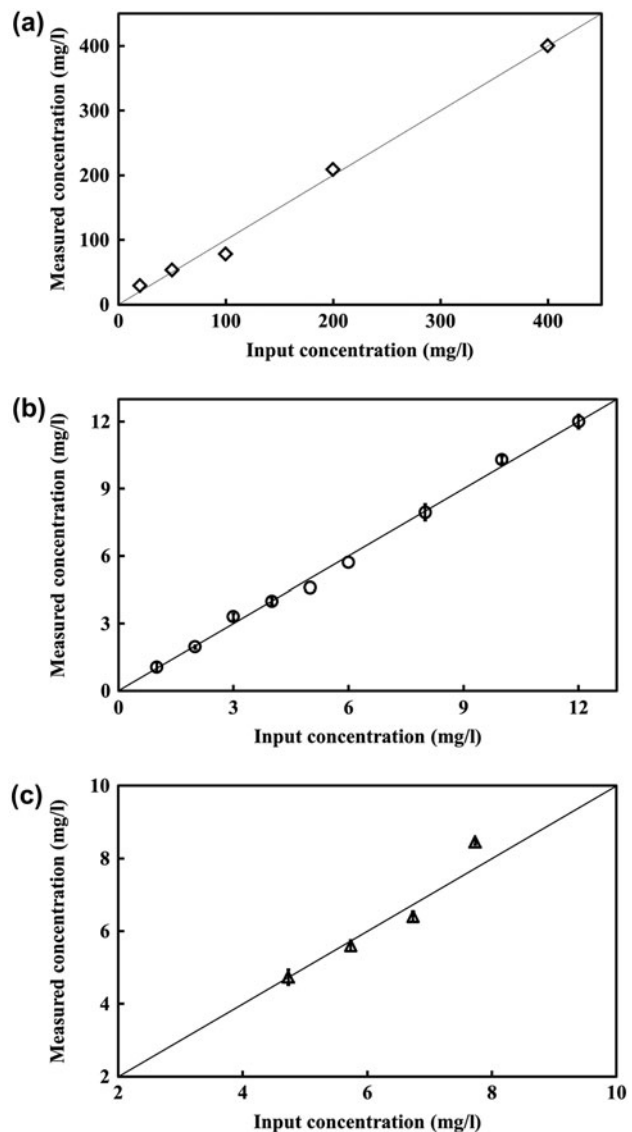 (a)
Measured concentration (mg/l)
400
300
200
100
0
0 100 200 300 400
Input concentration (mg/l)
(b)
Measured concentration (mg/l)
12
9
6
3
0
0 3 6 9 12
Input concentration (mg/l)
(c)
Measured concentration (mg/l)
10
8
6
4
2
2 4 6 8 10
Input concentration (mg/l)